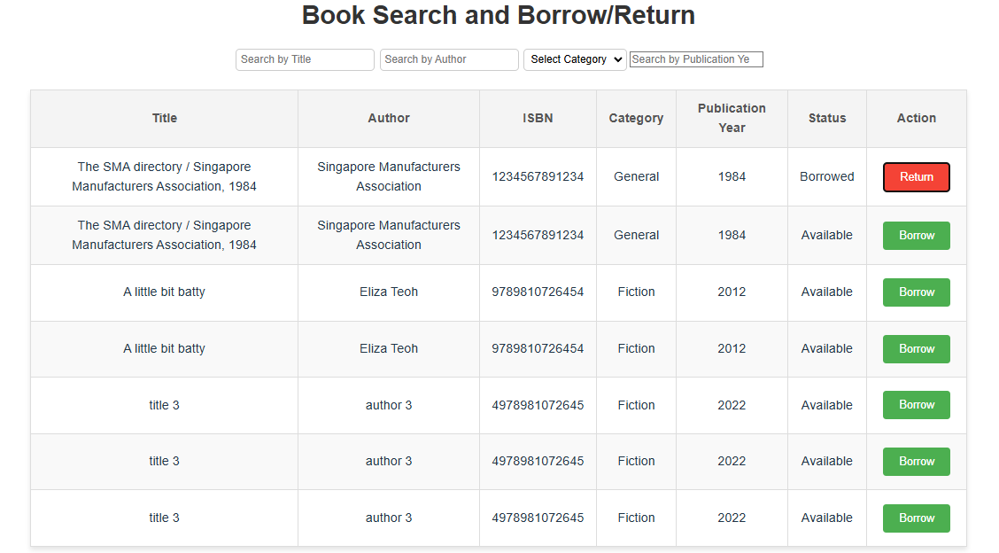 Book Search and Borrow/Return
Search by Title Search by Author Select Category Search by Publication Ye
Title Author ISBN Category Publication Year Status Action
The SMA directory / Singapore Manufacturers Association, 1984 Singapore Manufacturers Association 1234567891234 General 1984 Borrowed Return
The SMA directory / Singapore Manufacturers Association, 1984 Singapore Manufacturers Association 1234567891234 General 1984 Available Borrow
A little bit batty Eliza Teoh 9789810726454 Fiction 2012 Available Borrow
A little bit batty Eliza Teoh 9789810726454 Fiction 2012 Available Borrow
title 3 author 3 4978981072645 Fiction 2022 Available Borrow
title 3 author 3 4978981072645 Fiction 2022 Available Borrow
title 3 author 3 4978981072645 Fiction 2022 Available Borrow